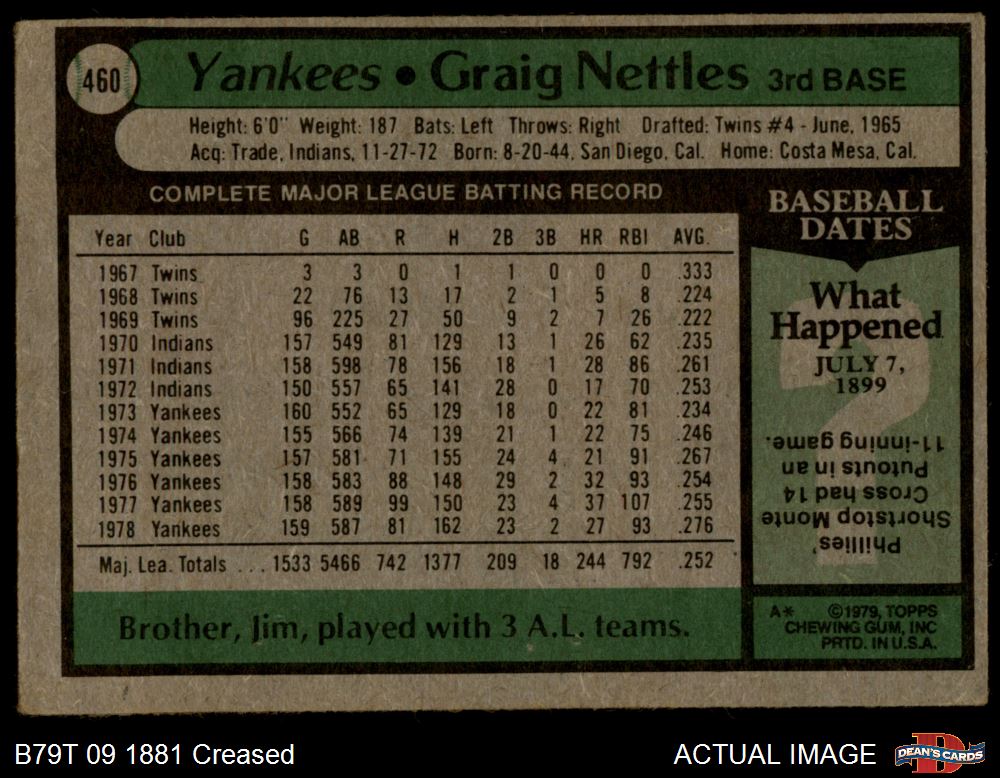 460
Yankees • Graig Nettles 3rd BASE
Height: 6'0" Weight: 187 Bats: Left Throws: Right Drafted: Twins #4 - June, 1965
Acq: Trade, Indians, 11-27-72 Born: 8-20-44, San Diego, Cal. Home: Costa Mesa, Cal.
COMPLETE MAJOR LEAGUE BATTING RECORD
Year Club G AB R H 2B 3B HR RBI AVG.
1967 Twins 3 3 0 1 1 0 0 0 .333
1968 Twins 22 76 13 17 2 1 5 8 .224
1969 Twins 96 225 27 50 9 2 7 26 .222
1970 Indians 157 549 81 129 13 1 26 62 .235
1971 Indians 158 598 78 156 18 1 28 86 .261
1972 Indians 150 557 65 141 28 0 17 70 .253
1973 Yankees 160 552 65 129 18 0 22 81 .234
1974 Yankees 155 566 74 139 21 1 22 75 .246
1975 Yankees 157 581 71 155 24 4 21 91 .267
1976 Yankees 158 583 88 148 29 2 32 93 .254
1977 Yankees 158 589 99 150 23 4 37 107 .255
1978 Yankees 159 587 81 162 23 2 27 93 .276
Maj. Lea. Totals ... 1533 5466 742 1377 209 18 244 792 .252
Brother, Jim, played with 3 A.L. teams.
BASEBALL
DATES
What
Happened
JULY 7,
1899
?
Phillies'
Shortstop Monte
Cross had 14
Putouts in an
11-inning game.
A* ©1979, TOPPS
CHEWING GUM, INC
PRTD. IN U.S.A.
B79T 09 1881 Creased
ACTUAL IMAGE
DEAN'S CARDS